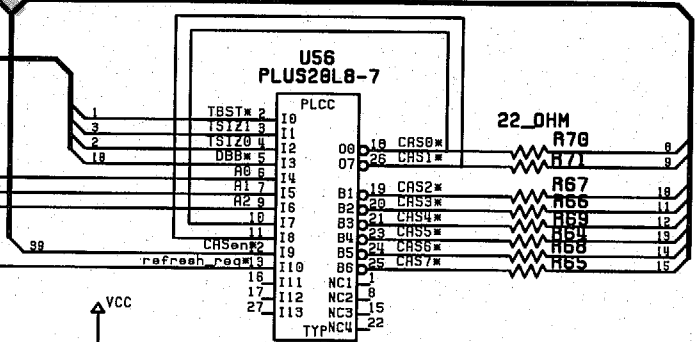 U56
PLUS20L8-7
PLCC
22_OHM
1 TBST* 2 I0
3 TSIZ1 3 I1
2 TSIZ0 4 I2
18 DBB* 5 I3
A0 6 I4
A1 7 I5
A2 9 I6
10 I7
11 I8
39 CASen* I9
refresh_req* 13 I10
16 I11
17 I12
27 I13
O0 18 CAS0* R70 8
O7 26 CAS1* R71 9
B1 19 CAS2* R67 10
B2 20 CAS3* R66 11
B3 21 CAS4* R69 12
B4 23 CAS5* R64 13
B5 24 CAS6* R68 14
B6 25 CAS7* R65 15
NC1 1
NC2 8
NC3 15
TYP NC4 22
VCC